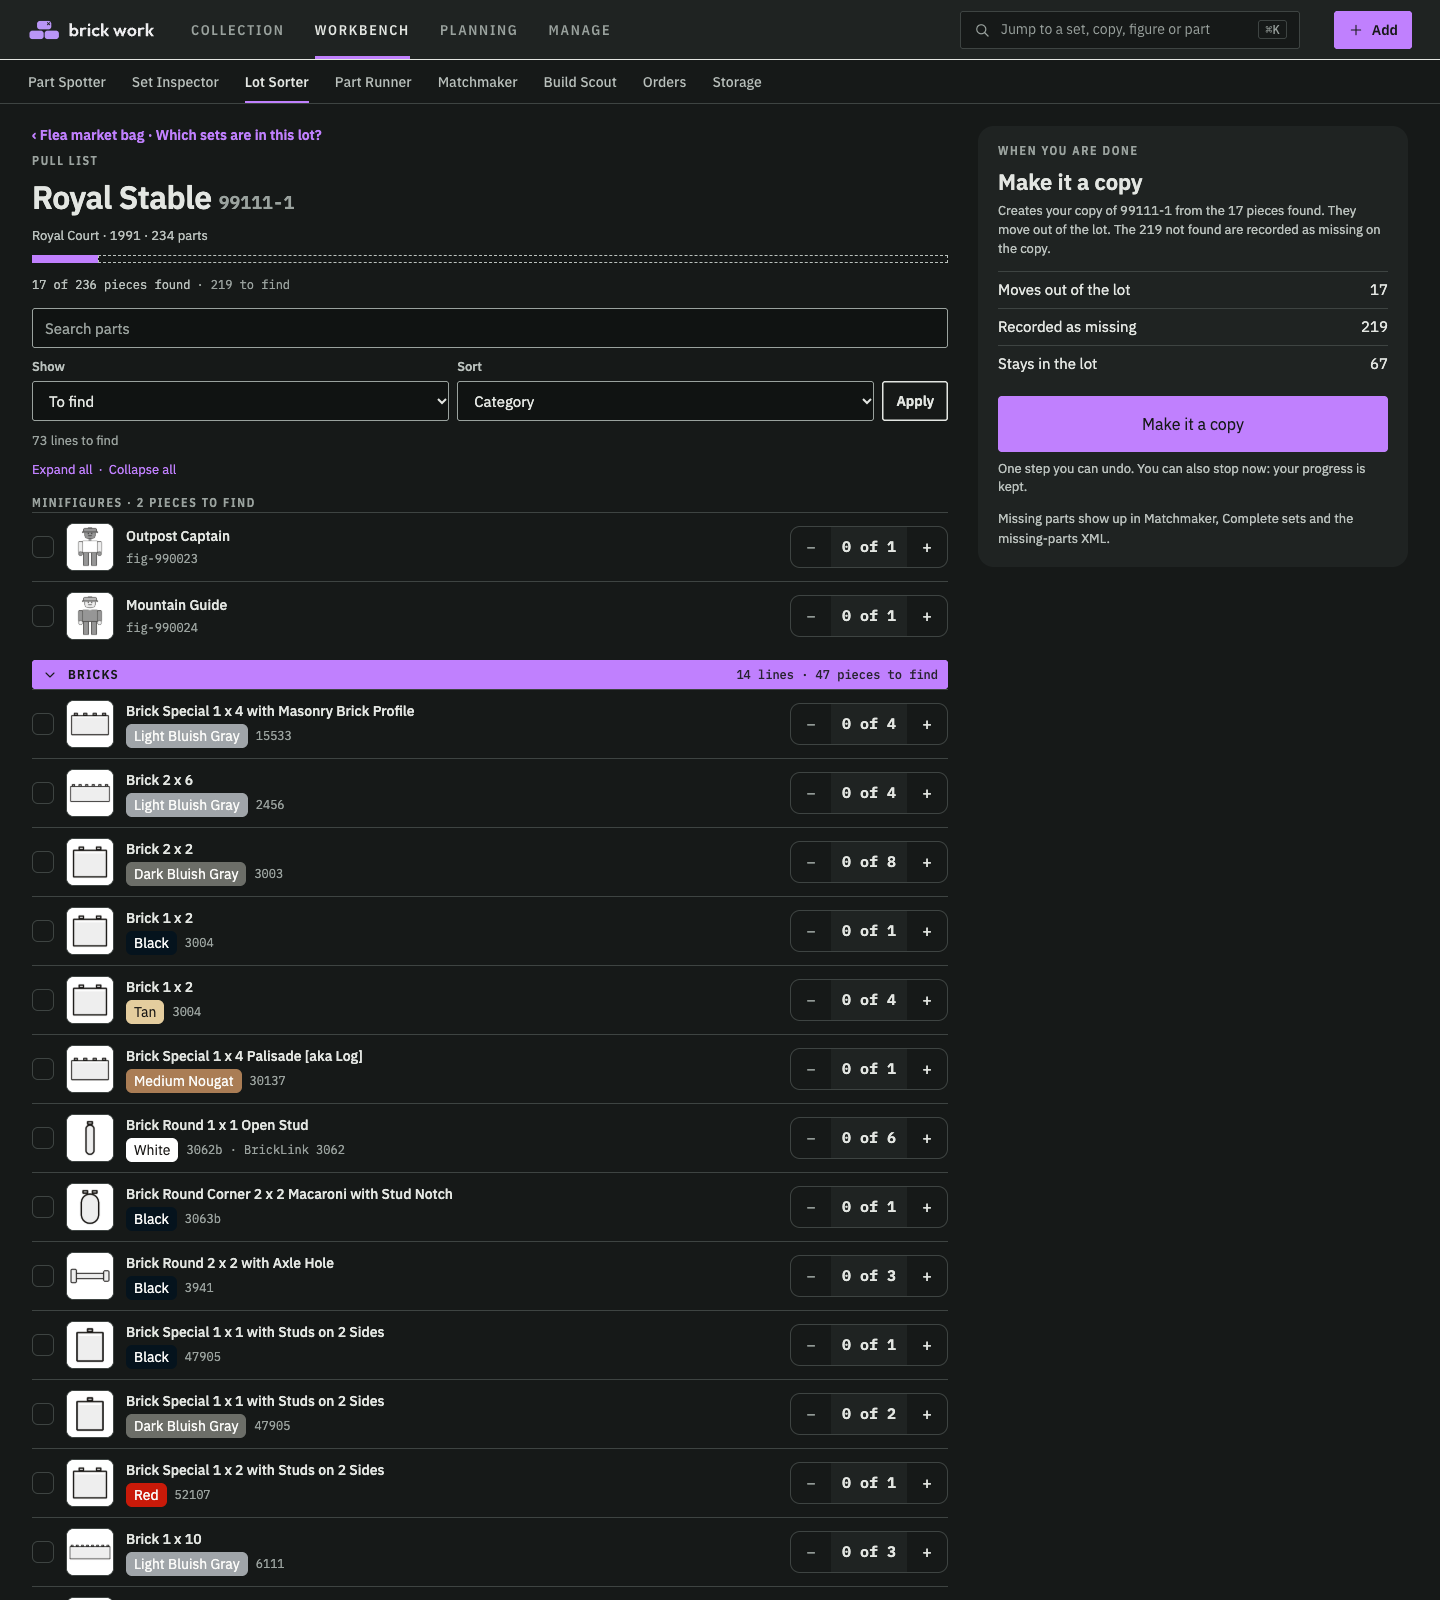 brick work
COLLECTION
WORKBENCH
PLANNING
MANAGE
Jump to a set, copy, figure or part
⌘K
+ Add
Part Spotter
Set Inspector
Lot Sorter
Part Runner
Matchmaker
Build Scout
Orders
Storage
‹ Flea market bag · Which sets are in this lot?
PULL LIST
Royal Stable 99111-1
Royal Court · 1991 · 234 parts
17 of 236 pieces found · 219 to find
Search parts
Show
Sort
To find
Category
Apply
73 lines to find
Expand all · Collapse all
MINIFIGURES · 2 PIECES TO FIND
Outpost Captain
fig-990023
− 0 of 1 +
Mountain Guide
fig-990024
− 0 of 1 +
BRICKS
14 lines · 47 pieces to find
Brick Special 1 x 4 with Masonry Brick Profile
Light Bluish Gray 15533
− 0 of 4 +
Brick 2 x 6
Light Bluish Gray 2456
− 0 of 4 +
Brick 2 x 2
Dark Bluish Gray 3003
− 0 of 8 +
Brick 1 x 2
Black 3004
− 0 of 1 +
Brick 1 x 2
Tan 3004
− 0 of 4 +
Brick Special 1 x 4 Palisade [aka Log]
Medium Nougat 30137
− 0 of 1 +
Brick Round 1 x 1 Open Stud
White 3062b · BrickLink 3062
− 0 of 6 +
Brick Round Corner 2 x 2 Macaroni with Stud Notch
Black 3063b
− 0 of 1 +
Brick Round 2 x 2 with Axle Hole
Black 3941
− 0 of 3 +
Brick Special 1 x 1 with Studs on 2 Sides
Black 47905
− 0 of 1 +
Brick Special 1 x 1 with Studs on 2 Sides
Dark Bluish Gray 47905
− 0 of 2 +
Brick Special 1 x 2 with Studs on 2 Sides
Red 52107
− 0 of 1 +
Brick 1 x 10
Light Bluish Gray 6111
− 0 of 3 +
WHEN YOU ARE DONE
Make it a copy
Creates your copy of 99111-1 from the 17 pieces found. They
move out of the lot. The 219 not found are recorded as missing on
the copy.
Moves out of the lot 17
Recorded as missing 219
Stays in the lot 67
Make it a copy
One step you can undo. You can also stop now: your progress is
kept.
Missing parts show up in Matchmaker, Complete sets and the
missing-parts XML.